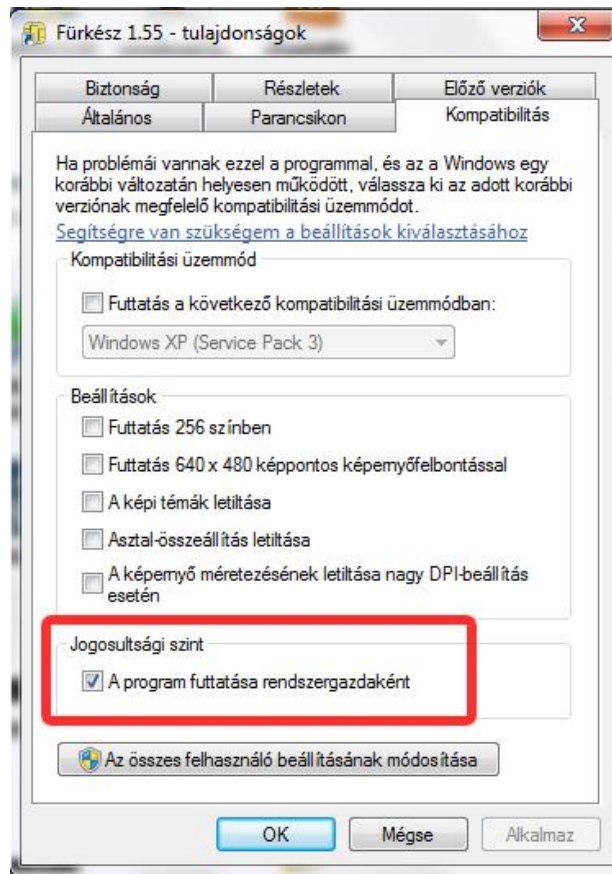 Fürkész 1.55 - tulajdonságok
Biztonság
Részletek
Előző verziók
Általános
Parancsikon
Kompatibilitás
Ha problémái vannak ezzel a programmal, és az a Windows egy
korábbi változatán helyesen működött, válassza ki az adott korábbi
verziónak megfelelő kompatibilitási üzemmódot.
Segítségre van szükségem a beállítások kiválasztásához
Kompatibilitási üzemmód
Futtatás a következő kompatibilitási üzemmódban:
Windows XP (Service Pack 3)
Beállítások
Futtatás 256 színben
Futtatás 640 x 480 képpontos képernyőfelbontással
A képi témák letiltása
Asztal-összeállítás letiltása
A képernyő méretezésének letiltása nagy DPI-beállítás
esetén
Jogosultsági szint
A program futtatása rendszergazdaként
Az összes felhasználó beállításának módosítása
OK
Mégse
Alkalmaz